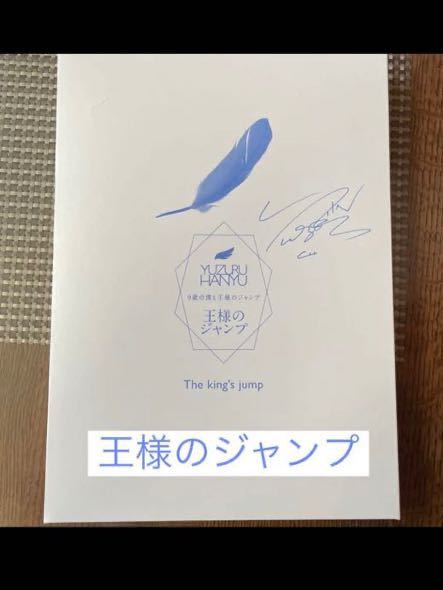 YUZURU
HANYU
9歳の僕と王様のジャンプ
王様の
ジャンプ
The king's jump
王様のジャンプ